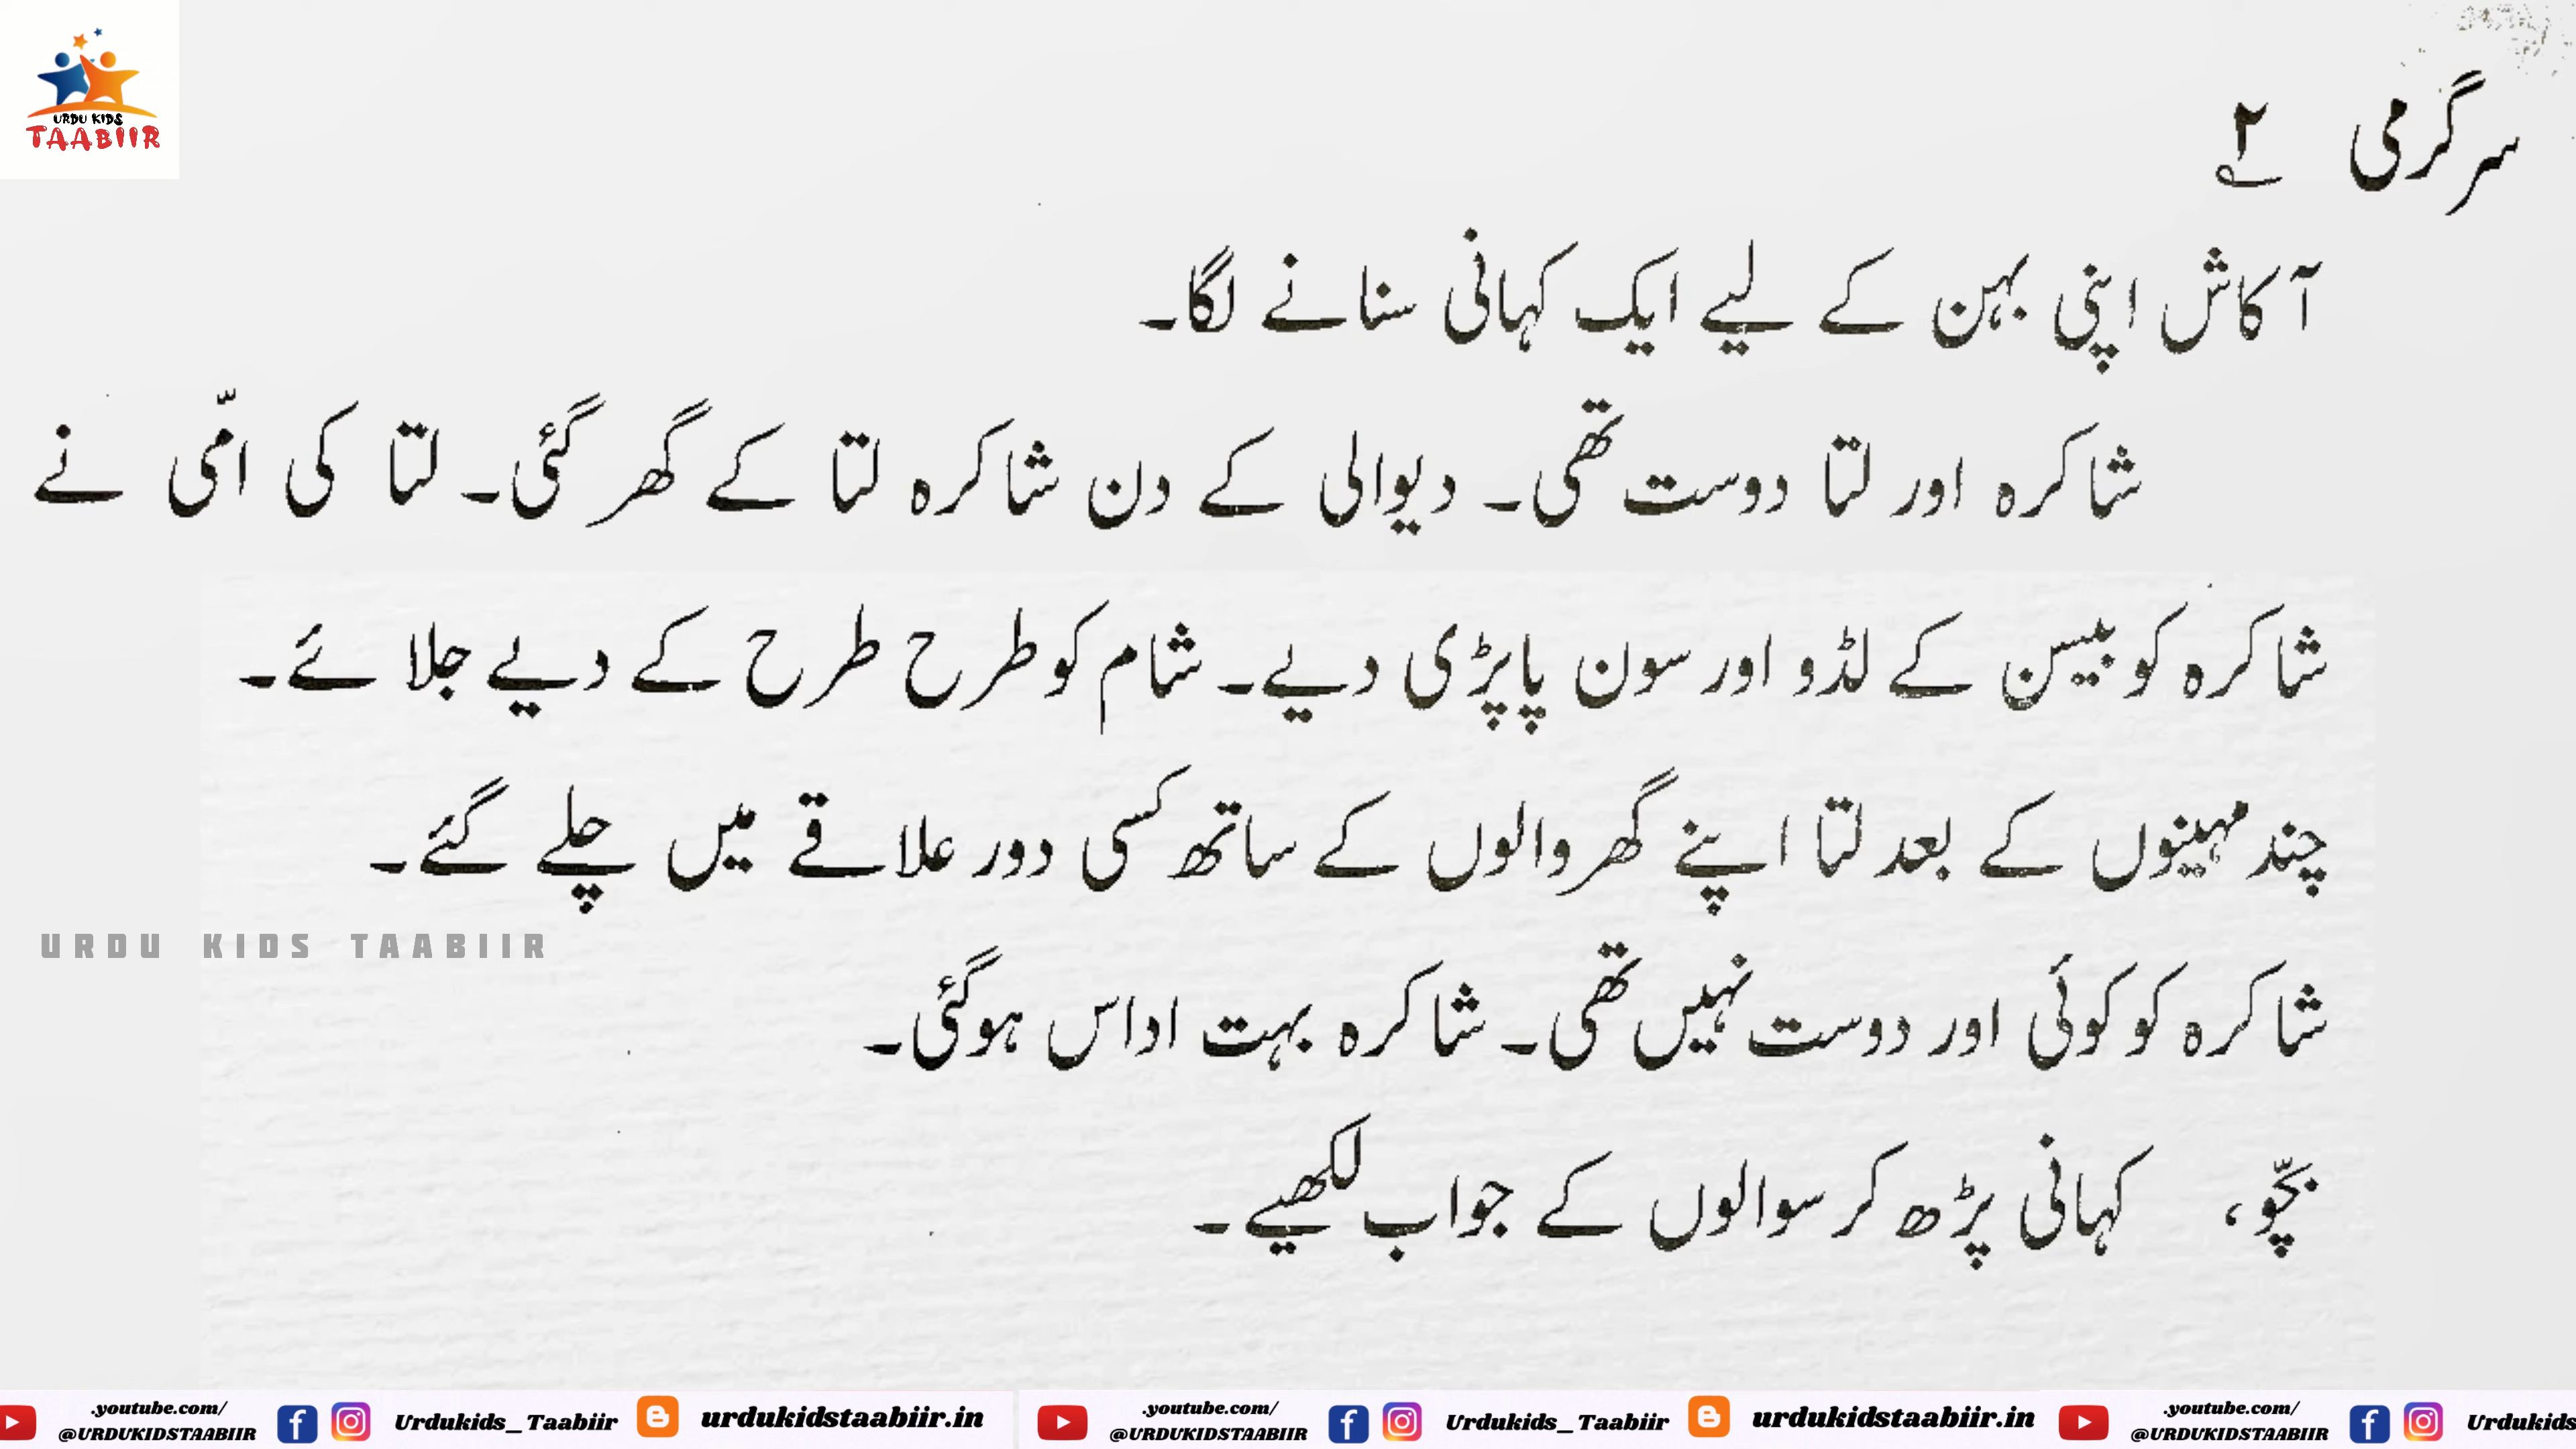 URDU KIDS
TAABIIR
سرگرمی ۲؎
آکاش اپنی بہن کے لیے ایک کہانی سنانے لگا۔
شاکرہ اور لتا دوست تھی۔ دیوالی کے دن شاکرہ لتا کے گھر گئی۔ لتا کی امّی نے
شاکرہ کو بیسن کے لڈو اور سون پاپڑی دیے۔ شام کو طرح طرح کے دیے جلائے۔
چند مہینوں کے بعد لتا اپنے گھر والوں کے ساتھ کسی دور علاقے میں چلے گئے۔
URDU KIDS TAABIIR
شاکرہ کو کوئی اور دوست نہیں تھی۔ شاکرہ بہت اداس ہوگئی۔
بچّو، کہانی پڑھ کر سوالوں کے جواب لکھیے۔
.youtube.com/
@URDUKIDSTAABIIR
Urdukids_Taabiir
urdukidstaabiir.in
.youtube.com/
@URDUKIDSTAABIIR
Urdukids_Taabiir
urdukidstaabiir.in
.youtube.com/
@URDUKIDSTAABIIR
Urdukids